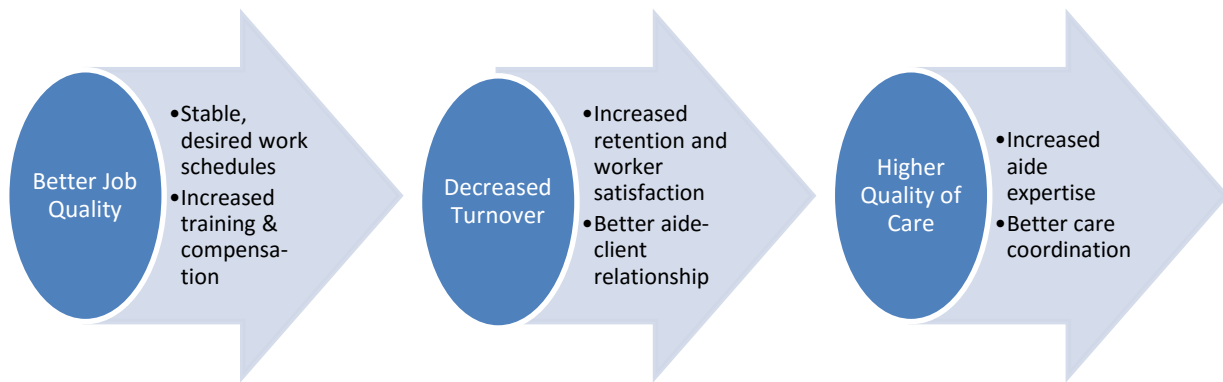 Better Job
Quality
•Stable,
desired work
schedules
•Increased
training &
compensa-
tion
Decreased
Turnover
•Increased
retention and
worker
satisfaction
•Better aide-
client
relationship
Higher
Quality of
Care
•Increased
aide
expertise
•Better care
coordination